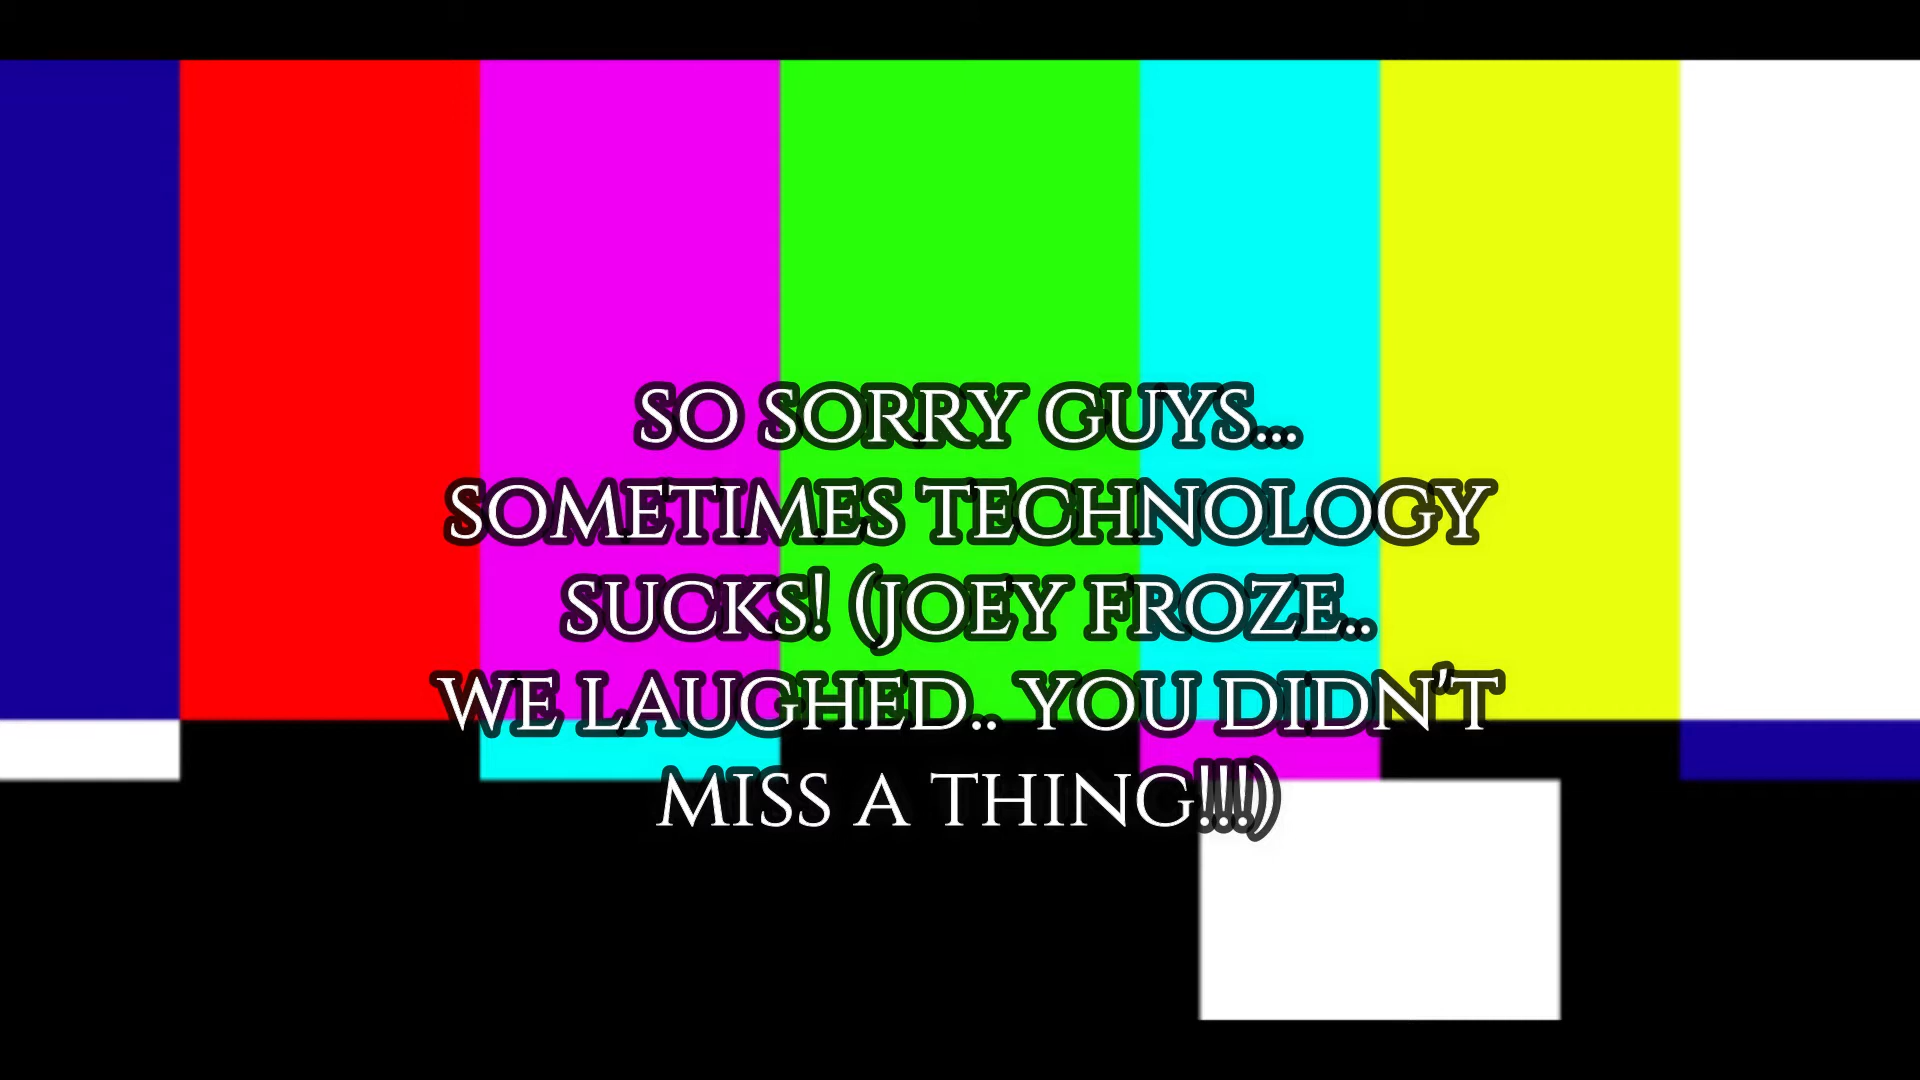 SO SORRY GUYS...
SOMETIMES TECHNOLOGY
SUCKS! (JOEY FROZE..
WE LAUGHED.. YOU DIDN'T
MISS A THING!!!)